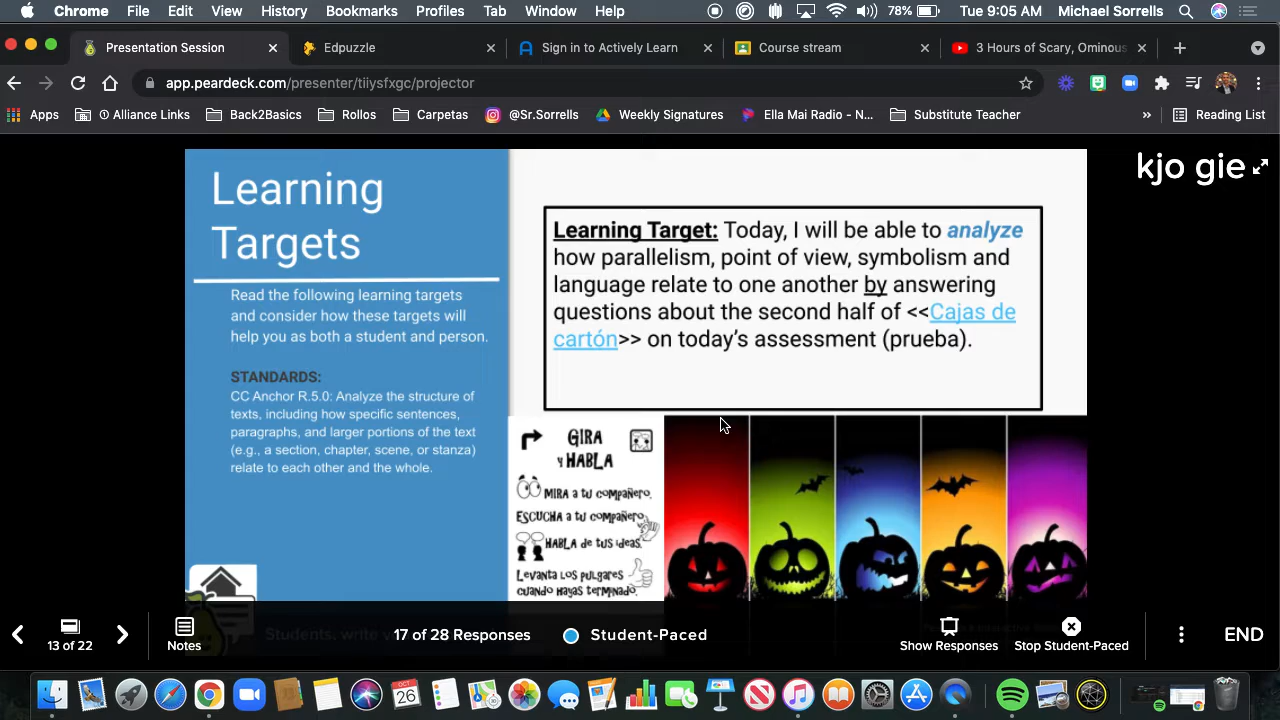 Chrome File Edit View History Bookmarks Profiles Tab Window Help 78% Tue 9:05 AM Michael Sorrells
Presentation Session Edpuzzle Sign in to Actively Learn Course stream 3 Hours of Scary, Ominous
app.peardeck.com/presenter/tiiysfxgc/projector
Apps Alliance Links Back2Basics Rollos Carpetas @Sr.Sorrells Weekly Signatures Ella Mai Radio - N... Substitute Teacher » Reading List
kjo gie
Learning
Targets
Read the following learning targets
and consider how these targets will
help you as both a student and person.
STANDARDS:
CC Anchor R.5.0: Analyze the structure of
texts, including how specific sentences,
paragraphs, and larger portions of the text
(e.g., a section, chapter, scene, or stanza)
relate to each other and the whole.
Learning Target: Today, I will be able to analyze
how parallelism, point of view, symbolism and
language relate to one another by answering
questions about the second half of <<Cajas de
cartón>> on today's assessment (prueba).
GIRA
y HABLA
MIRA a tu compañero.
ESCUCHA a tu compañero.
HABLA de tus ideas.
Levanta los pulgares
cuando hayas terminado.
Students, write
13 of 22 Notes 17 of 28 Responses Student-Paced Show Responses Stop Student-Paced END
OCT
26